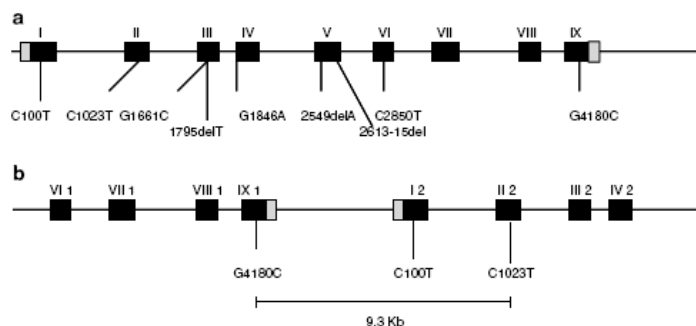 a
I II III IV V VI VII VIII IX
C100T C1023T G1661C G1846A 2549delA C2850T G4180C
1795delT 2613-15del
b
VI 1 VII 1 VIII 1 IX 1 I 2 II 2 III 2 IV 2
G4180C C100T C1023T
9.3 Kb